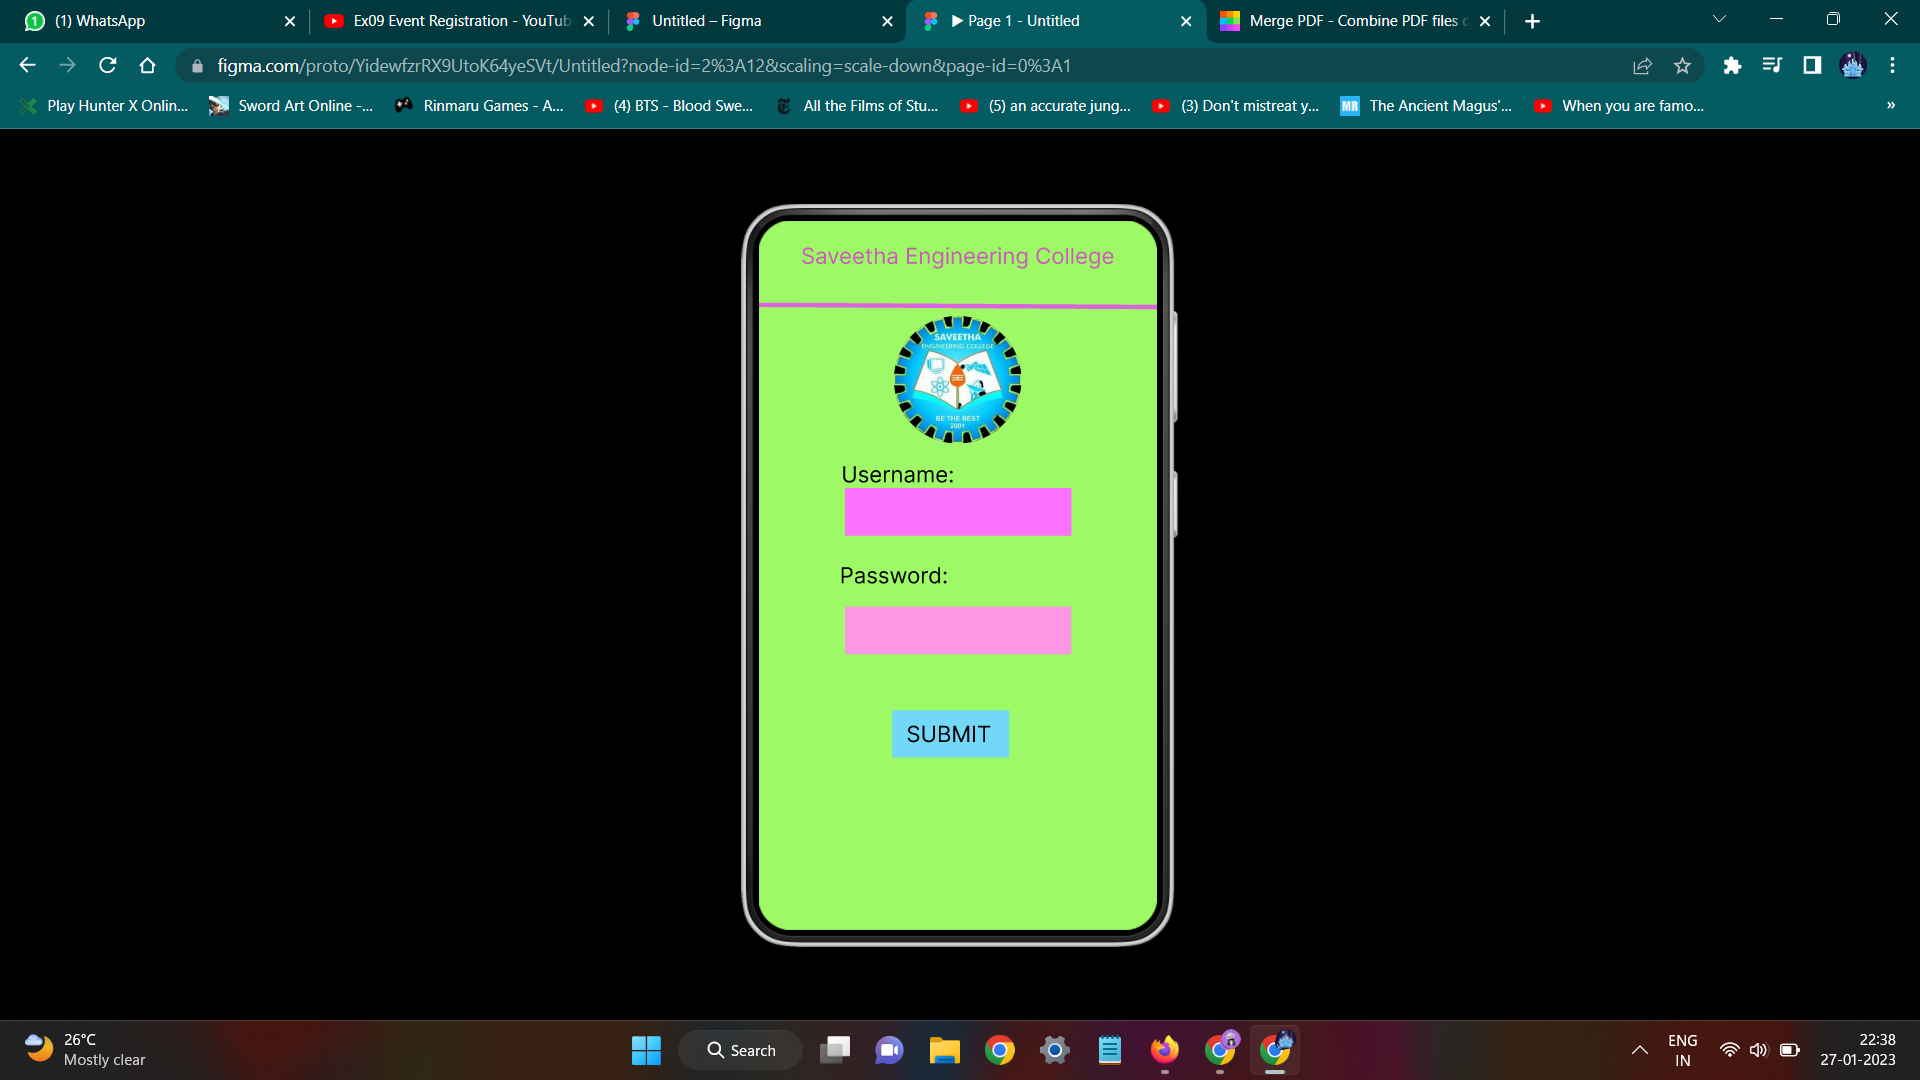 (1) WhatsApp
Ex09 Event Registration - YouTub
Untitled – Figma
▶ Page 1 - Untitled
Merge PDF - Combine PDF files o
figma.com/proto/YidewfzrRX9UtoK64yeSVt/Untitled?node-id=2%3A12&scaling=scale-down&page-id=0%3A1
Play Hunter X Onlin...
Sword Art Online -...
Rinmaru Games - A...
(4) BTS - Blood Swe...
All the Films of Stu...
(5) an accurate jung...
(3) Don't mistreat y...
MR
The Ancient Magus'...
When you are famo...
»
Saveetha Engineering College
SAVEETHA
ENGINEERING COLLEGE
BE THE BEST
2001
Username:
Password:
SUBMIT
26°C
Mostly clear
Search
ENG
IN
22:38
27-01-2023